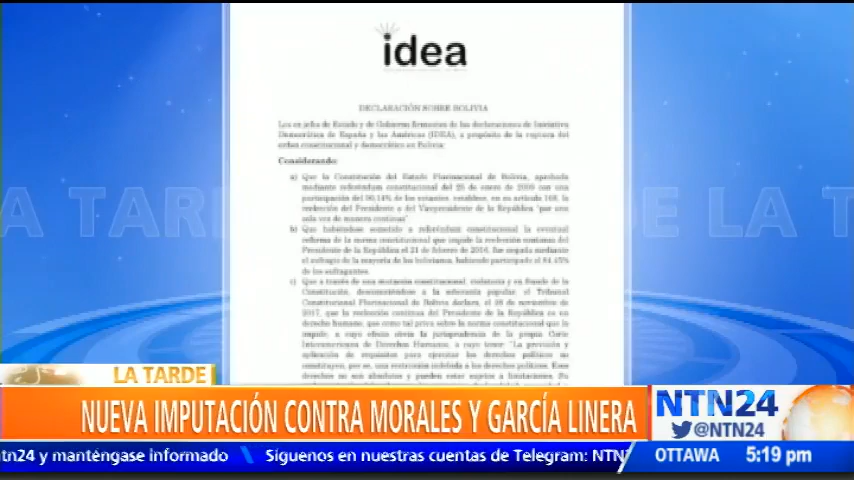 idea
DECLARACIÓN SOBRE BOLIVIA
Los ex jefes de Estado y de Gobierno firmantes de las declaraciones de Iniciativa
Democrática de España y las Américas (IDEA), a propósito de la ruptura del
orden constitucional y democrático en Bolivia:
Considerando:
a) Que la Constitución del Estado Plurinacional de Bolivia, aprobada
mediante referéndum constitucional del 25 de enero de 2009 con una
participación del 90,14% de los votantes, establece, en su artículo 168, la
reelección del Presidente y del Vicepresidente de la República "por una
sola vez de manera continua".
b) Que habiéndose sometido a referéndum constitucional la eventual
reforma de la norma constitucional que impide la reelección continua del
Presidente de la República el 21 de febrero de 2016, fue negada mediante
el sufragio de la mayoría de los bolivianos, habiendo participado el 84.45%
de los sufragantes.
c) Que a través de una mutación constitucional, violatoria y en fraude de la
Constitución, desconociéndose a la soberanía popular, el Tribunal
Constitucional Plurinacional de Bolivia declara, el 28 de noviembre de
2017, que la reelección continua del Presidente de la República es un
derecho humano, que como tal priva sobre la norma constitucional que la
impide, a cuyo efecto obvia la jurisprudencia de la propia Corte
Interamericana de Derechos Humanos, a cuyo tenor: "La previsión y
aplicación de requisitos para ejercitar los derechos políticos no
constituyen, per se, una restricción indebida a los derechos políticos. Esos
derechos no son absolutos y pueden estar sujetos a limitaciones. Su
LA TARDE
DE LA TA
LA TARDE
NUEVA IMPUTACIÓN CONTRA MORALES Y GARCÍA LINERA
NTN24
@NTN24
ntn24 y manténgase informado
Síguenos en nuestras cuentas de Telegram: NTN
OTTAWA 5:19 pm